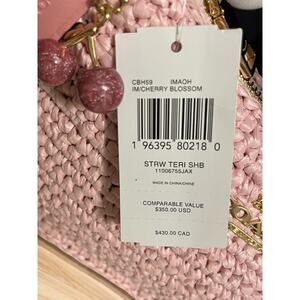 CBH59 IMAOH
IM/CHERRY BLOSSOM
1 96395 80218 0
STRW TERI SHB
11006755JAX
MADE IN CHINA/CHINE
COMPARABLE VALUE
$350.00 USD
$430.00 CAD